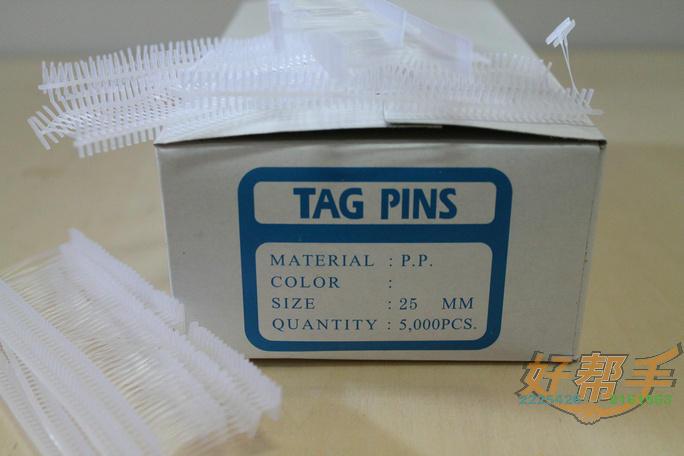 TAG PINS
MATERIAL : P.P.
COLOR :
SIZE : 25 MM
QUANTITY : 5,000PCS.
好帮手